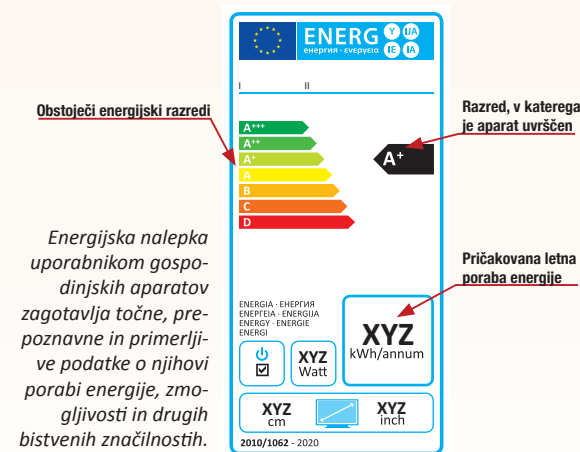 ENERG Y IJA
енергия · ενεργεια IE IA
I II
Obstoječi energijski razredi
Razred, v katerega
je aparat uvrščen
A+++
A++
A+
A
B
C
D
A+
Energijska nalepka
uporabnikom gospo-
dinjskih aparatov
zagotavlja točne, pre-
poznavne in primerlji-
ve podatke o njihovi
porabi energije, zmo-
gljivosti in drugih
bistvenih značilnostih.
Pričakovana letna
poraba energije
ENERGIA · ЕНЕРГИЯ
ΕΝΕΡΓΕΙΑ · ENERGIJA
ENERGY · ENERGIE
ENERGI
XYZ
Watt
XYZ
kWh/annum
XYZ
cm
XYZ
inch
2010/1062 - 2020